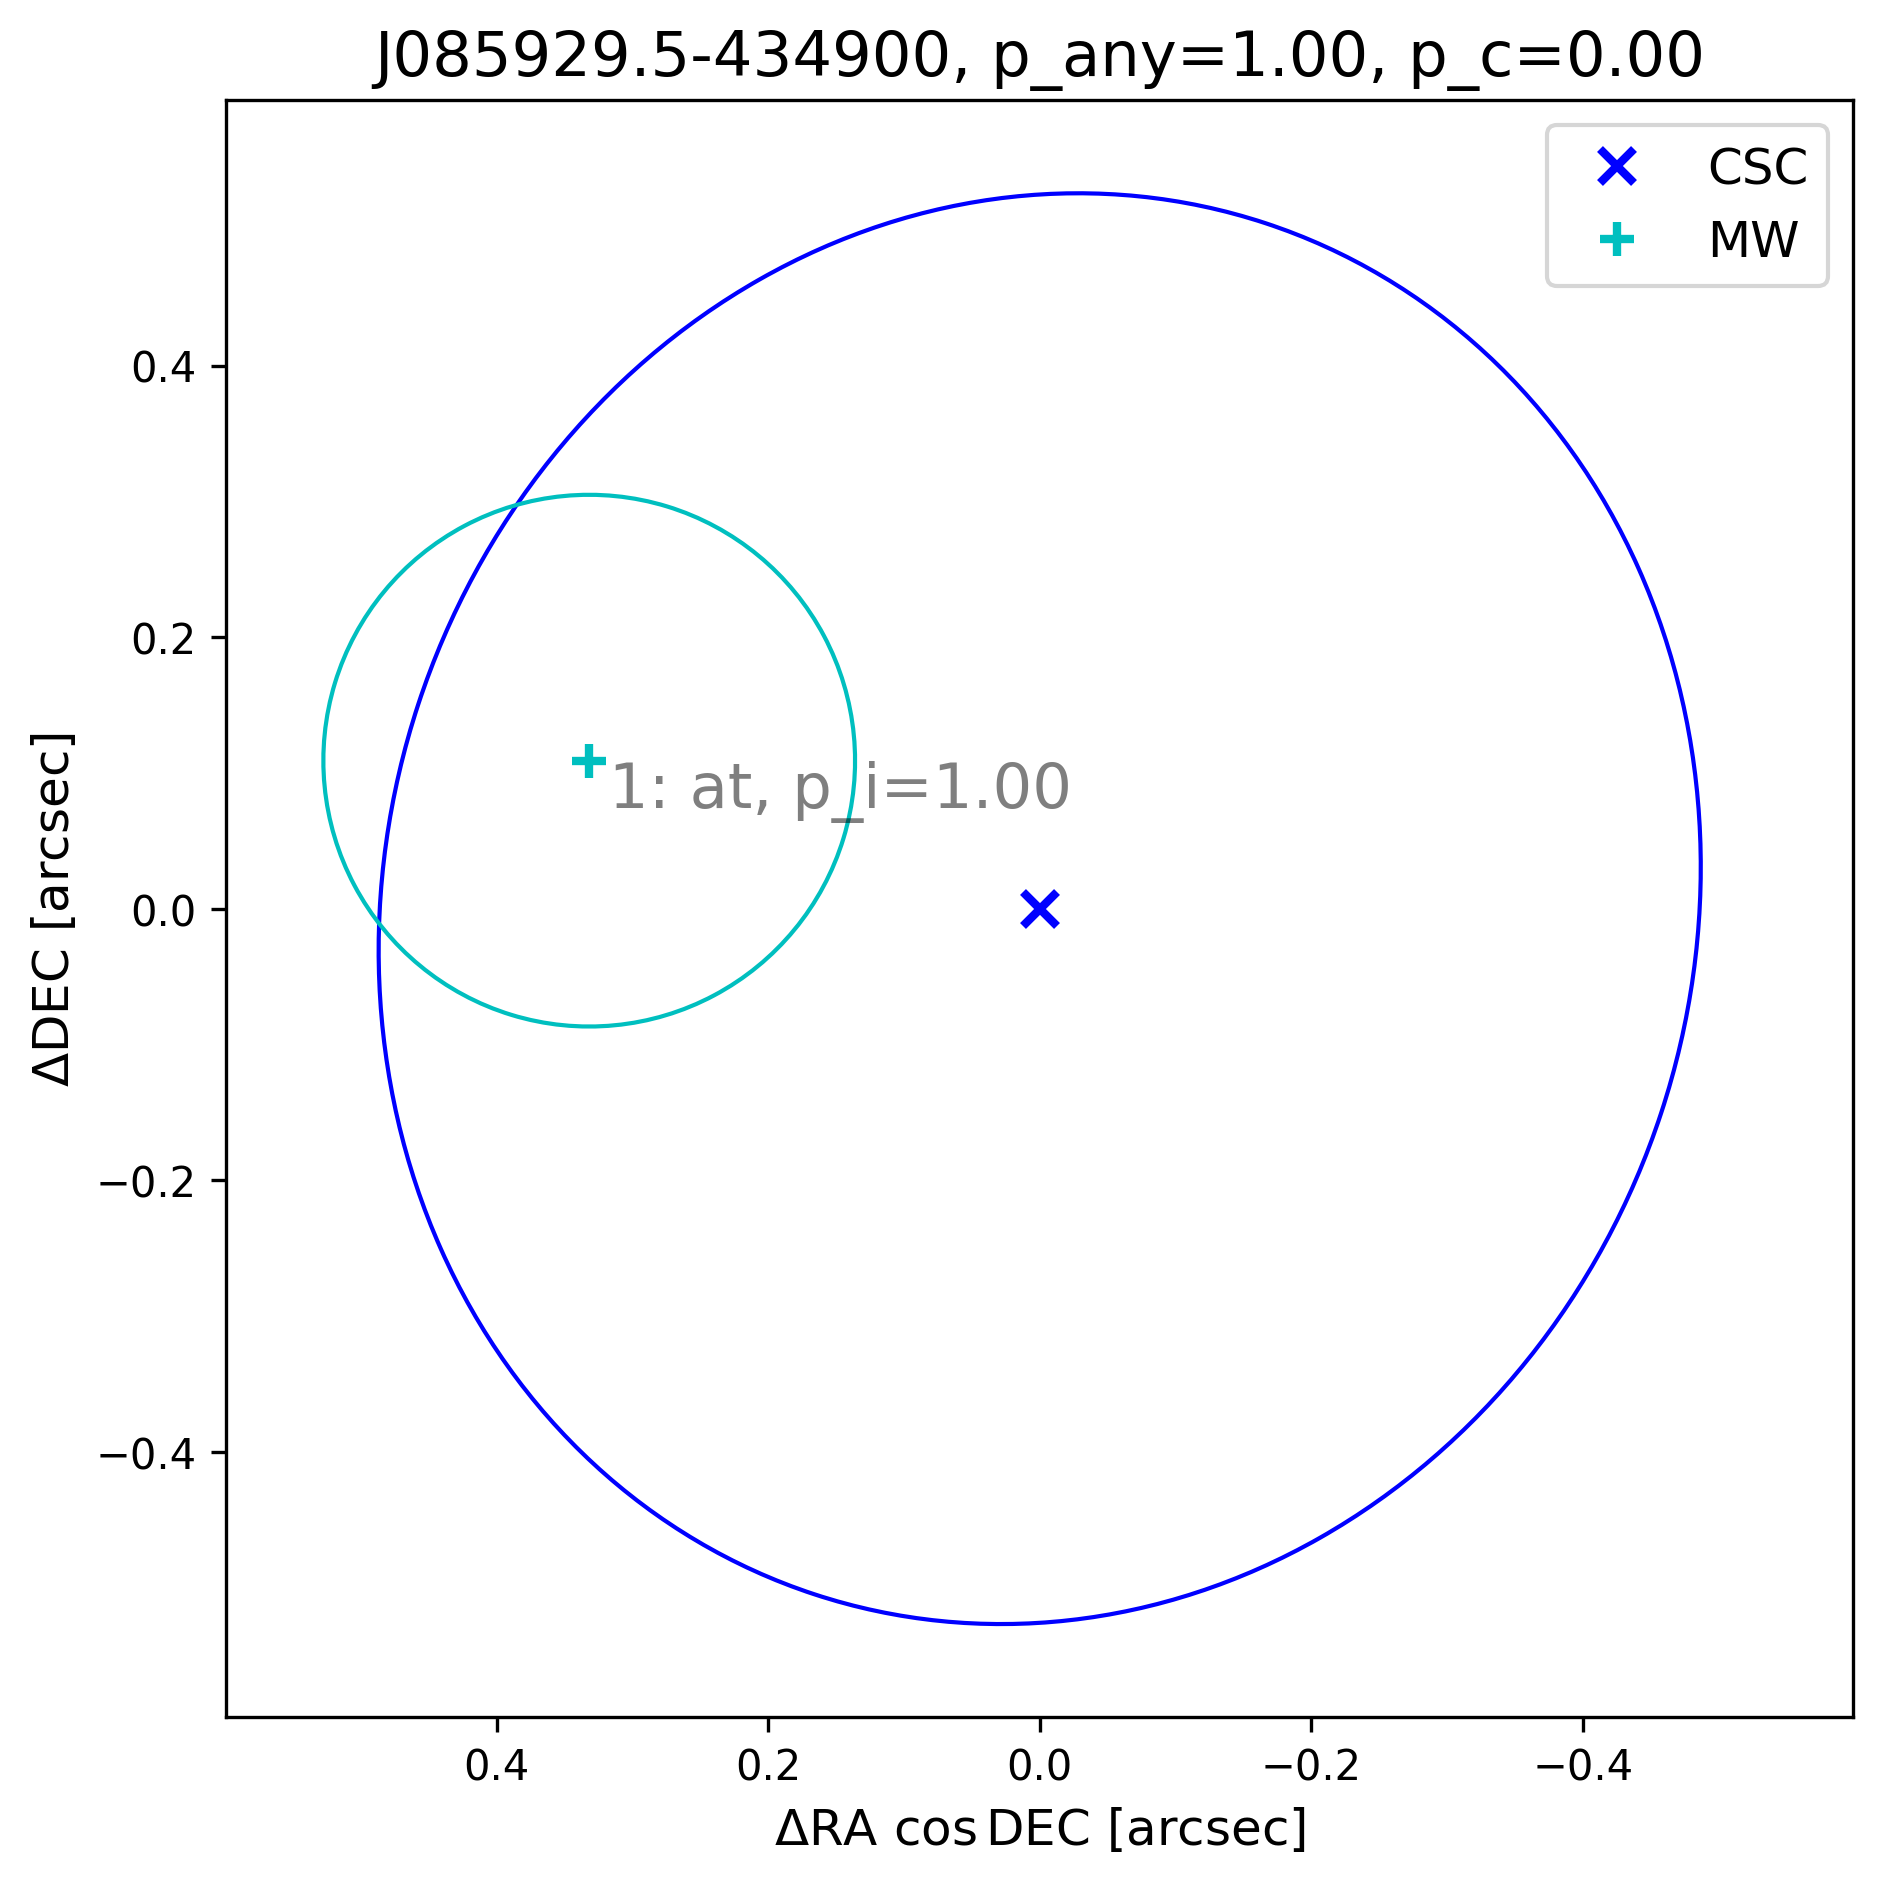 J085929.5-434900, p_any=1.00, p_c=0.00
CSC
MW
0.4
0.2
0.0
−0.2
−0.4
ΔDEC [arcsec]
1: at, p_i=1.00
0.4
0.2
0.0
−0.2
−0.4
ΔRA cos DEC [arcsec]